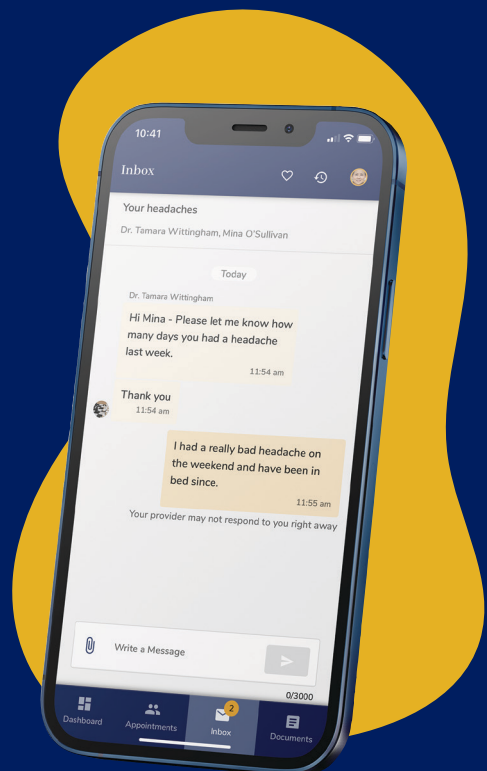 10:41
Inbox
Your headaches
Dr. Tamara Wittingham, Mina O'Sullivan
Today
Dr. Tamara Wittingham
Hi Mina - Please let me know how
many days you had a headache
last week.
11:54 am
Thank you
11:54 am
I had a really bad headache on
the weekend and have been in
bed since.
11:55 am
Your provider may not respond to you right away
Write a Message
0/3000
Dashboard
Appointments
2
Inbox
Documents